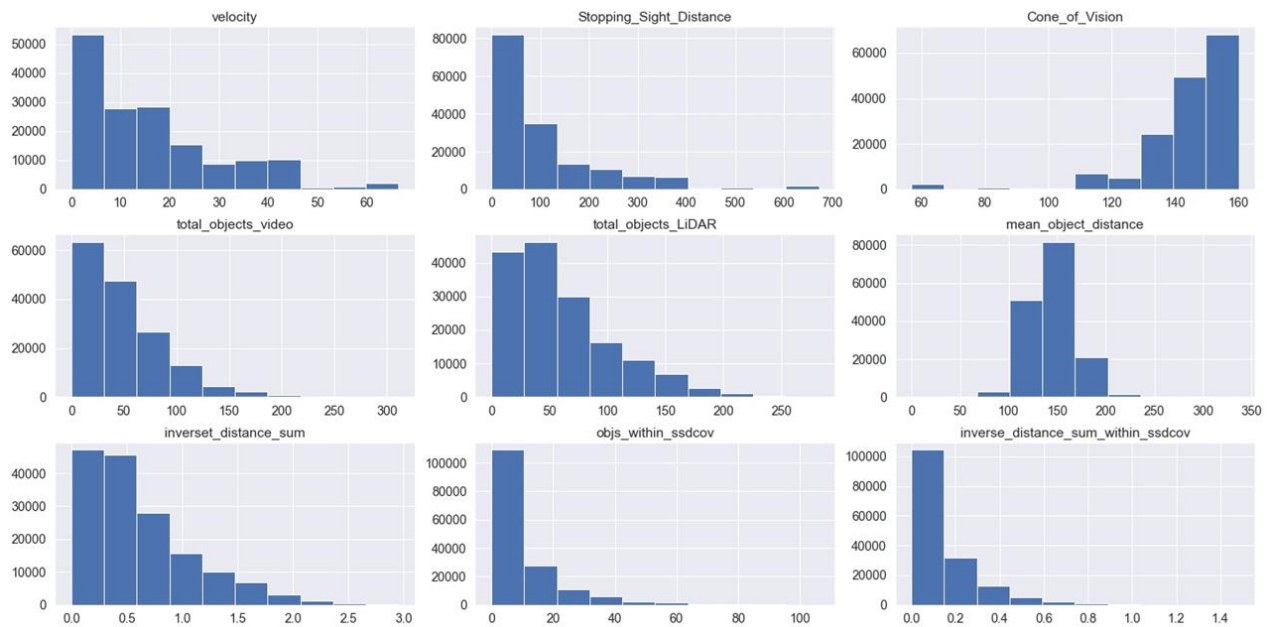 velocity Stopping_Sight_Distance Cone_of_Vision
50000 80000 60000
40000 60000 40000
30000 40000 20000
20000 20000 0
10000 0
0
0 10 20 30 40 50 60 0 100 200 300 400 500 600 700 60 80 100 120 140 160
total_objects_video total_objects_LiDAR mean_object_distance
60000 40000 80000
40000 30000 60000
20000 20000 40000
0 10000 20000
0 0
0 50 100 150 200 250 300 0 50 100 150 200 250 0 50 100 150 200 250 300 350
inverset_distance_sum objs_within_ssdcov inverse_distance_sum_within_ssdcov
40000 100000 100000
30000 80000 80000
20000 60000 60000
10000 40000 40000
0 20000 20000
0 0
0.0 0.5 1.0 1.5 2.0 2.5 3.0 0 20 40 60 80 100 0.0 0.2 0.4 0.6 0.8 1.0 1.2 1.4